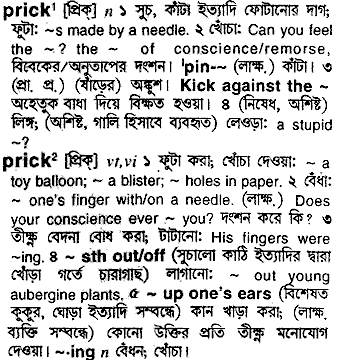 prick¹ [প্রিক্] n ১ সুচ, কাঁটা ইত্যাদি ফোটানোর দাগ;
ফুটা: ~s made by a needle. ২ খোঁচা: Can you feel
the ~? the ~ of conscience/remorse,
বিবেকের/অনুতাপের দংশন। 'pin-~ (লাক্ষ.) কাঁটা। ৩
(প্রা. প্র.) (ষাঁড়ের) অঙ্কুশ। Kick against the ~
অহেতুক বাধা দিয়ে বিক্ষত হওয়া। ৪ (নিষেধ, অশিষ্ট)
লিঙ্গ; (অশিষ্ট, গালি হিসাবে ব্যবহৃত) লেওড়া: a stupid
~?
prick² [প্রিক্] vt,vi ১ ফুটা করা; খোঁচা দেওয়া: ~ a
toy balloon; ~ a blister; ~ holes in paper. ২ বেঁধা:
~ one's finger with/on a needle. (লাক্ষ.) Does
your conscience ever ~ you? দংশন করে কি? ৩
তীক্ষ্ণ বেদনা বোধ করা; টাটানো: His fingers were
~ing. ৪ ~ sth out/off (সুচালো কাঠি ইত্যাদির দ্বারা
খোঁড়া গর্তে চারাগাছ) লাগানো: ~ out young
aubergine plants, ৫ ~ up one's ears (বিশেষত
কুকুর, ঘোড়া ইত্যাদি সম্বন্ধে) কান খাড়া করা; (লাক্ষ.
ব্যক্তি সম্বন্ধে) কোনো উক্তির প্রতি তীক্ষ্ণ মনোযোগ
দেওয়া। ~·ing n বেঁধন; খোঁচা।